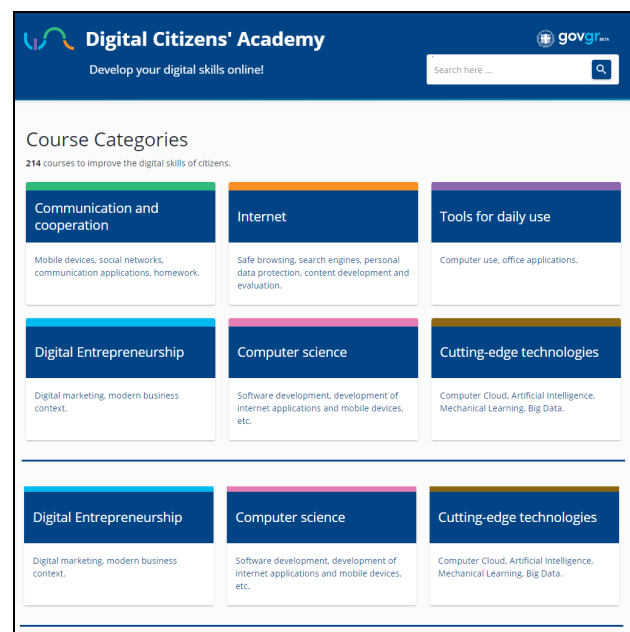 Digital Citizens' Academy
govgr BETA
Develop your digital skills online!
Search here ...
Course Categories
214 courses to improve the digital skills of citizens.
Communication and
cooperation
Internet
Tools for daily use
Mobile devices, social networks,
communication applications, homework.
Safe browsing, search engines, personal
data protection, content development and
evaluation.
Computer use, office applications.
Digital Entrepreneurship
Computer science
Cutting-edge technologies
Digital marketing, modern business
context.
Software development, development of
internet applications and mobile devices,
etc.
Computer Cloud, Artificial Intelligence,
Mechanical Learning, Big Data.
Digital Entrepreneurship
Computer science
Cutting-edge technologies
Digital marketing, modern business
context.
Software development, development of
internet applications and mobile devices,
etc.
Computer Cloud, Artificial Intelligence,
Mechanical Learning, Big Data.